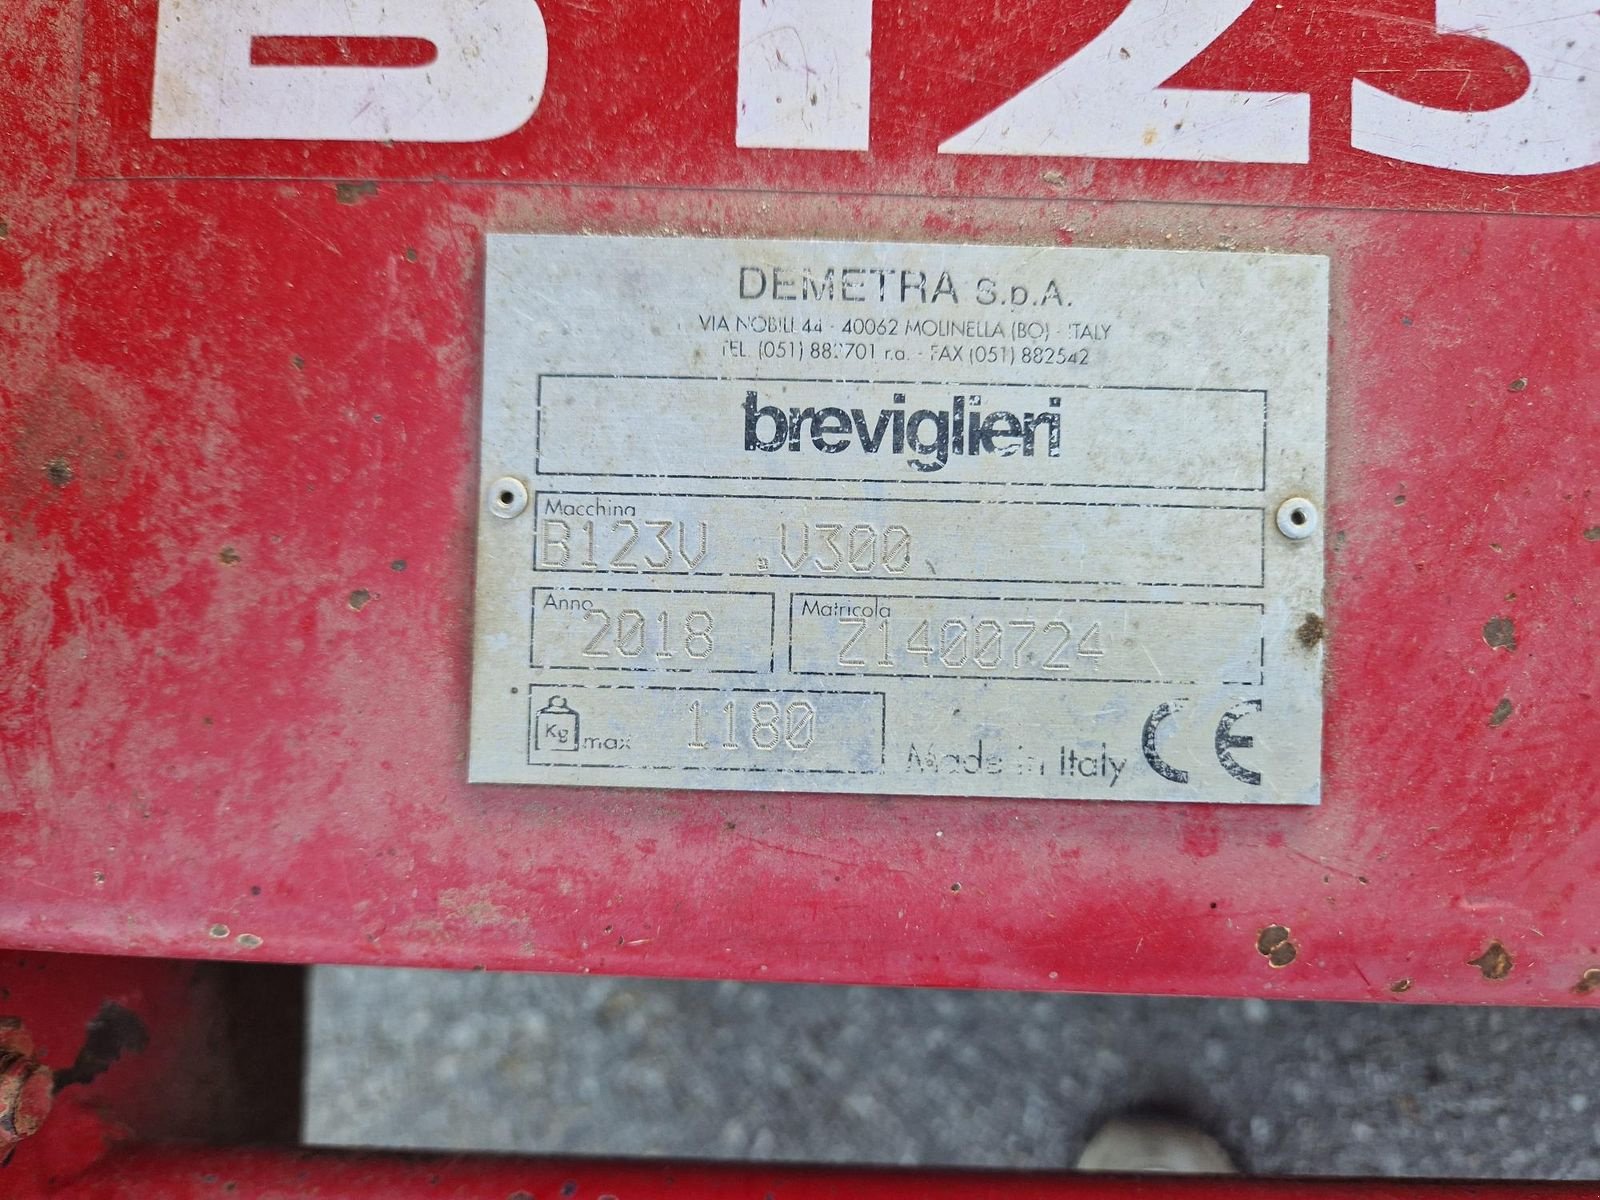 B123
DEMETRA S.p.A.
VIA NOBILI 44 - 40062 MOLINELLA (BO) - ITALY
TEL. (051) 882701 r.a. - FAX (051) 882542
breviglieri
Macchina
B123V .V300
Anno
2018
Matricola
Z1400724
Kg max 1180
Made in Italy CE